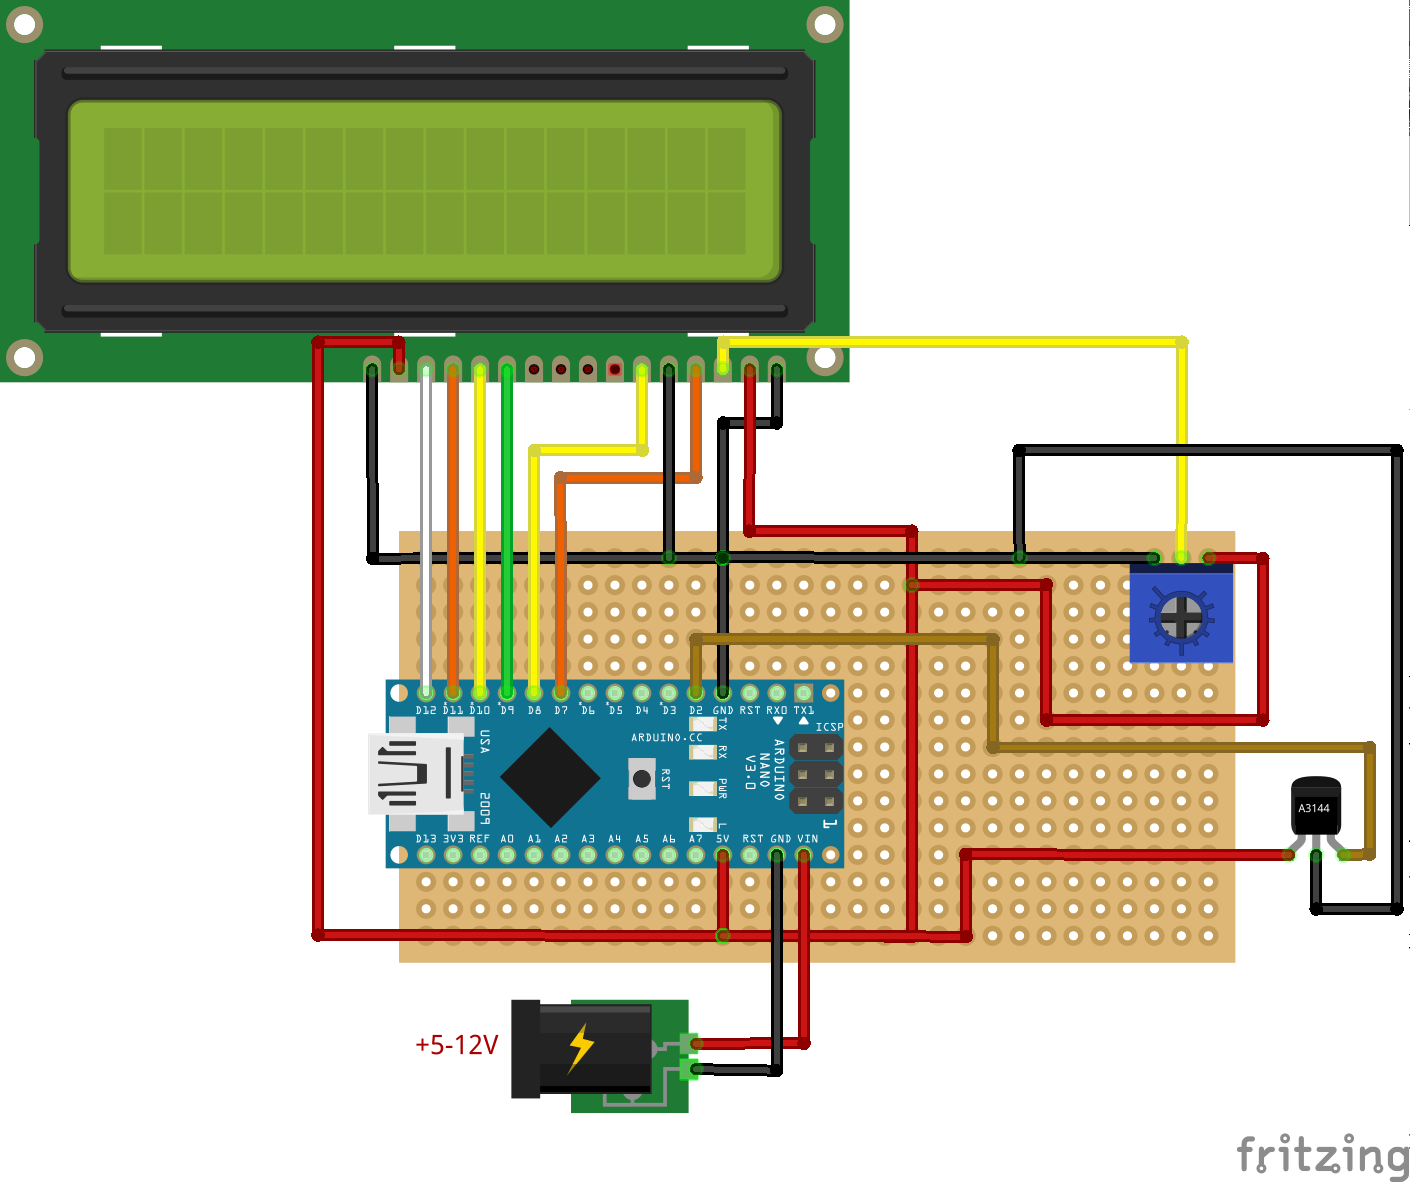 D12 D11 D10 D9 D8 D7 D6 D5 D4 D3 D2 GND RST RX0 TX1
TX
ICSP
USA
ARDUINO.CC
RX
RST
ARDUINO
NANO
V3.0
PWR
2009
L
1
D13 3V3 REF A0 A1 A2 A3 A4 A5 A6 A7 5V RST GND VIN
A3144
+5-12V
fritzing